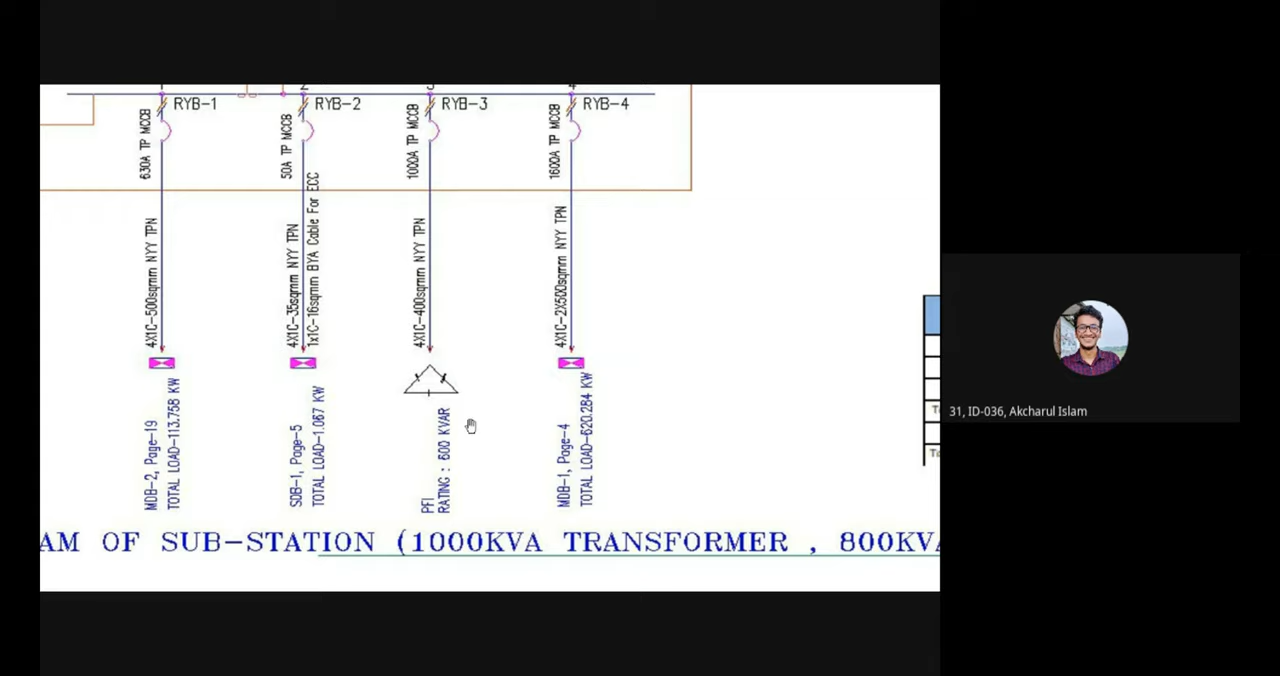 RYB-1
RYB-2
RYB-3
RYB-4
630A TP MCCB
50A TP MCCB
1000A TP MCCB
1600A TP MCCB
4X1C-500sqmm NYY TPN
4X1C-35sqmm NYY TPN
1x1C-16sqmm BYA Cable For ECC
4X1C-400sqmm NYY TPN
4X1C-2X500sqmm NYY TPN
MDB-2, Page-19
TOTAL LOAD-113.758 KW
SDB-1, Page-5
TOTAL LOAD-1.067 KW
PFI
RATING : 600 KVAR
MDB-1, Page-4
TOTAL LOAD-620.284 KW
AM OF SUB-STATION (1000KVA TRANSFORMER , 800KVA
31, ID-036, Akcharul Islam